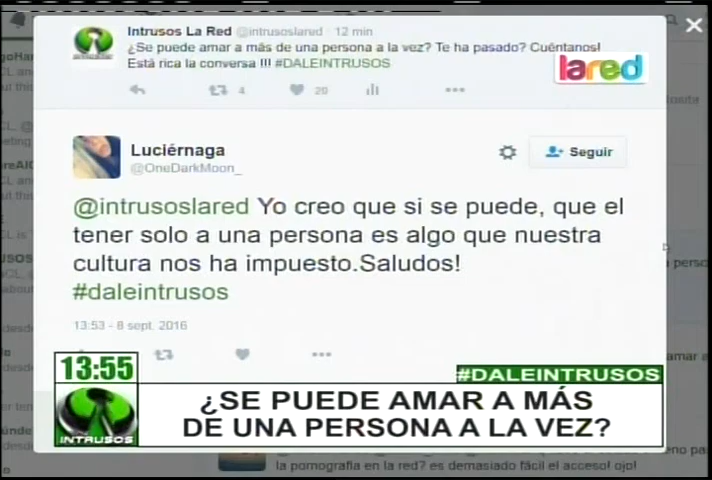 Intrusos La Red @intrusoslared · 12 min
¿Se puede amar a más de una persona a la vez? Te ha pasado? Cuéntanos!
Está rica la conversa !!! #DALEINTRUSOS
lared
4
20
Luciérnaga
@OneDarkMoon_
Seguir
@intrusoslared Yo creo que si se puede, que el
tener solo a una persona es algo que nuestra
cultura nos ha impuesto.Saludos!
#daleintrusos
13:53 - 8 sept. 2016
13:55
#DALEINTRUSOS
INTRUSOS
¿SE PUEDE AMAR A MÁS
DE UNA PERSONA A LA VEZ?
la pornografia en la red? es demasiado fácil el acceso! ojo!